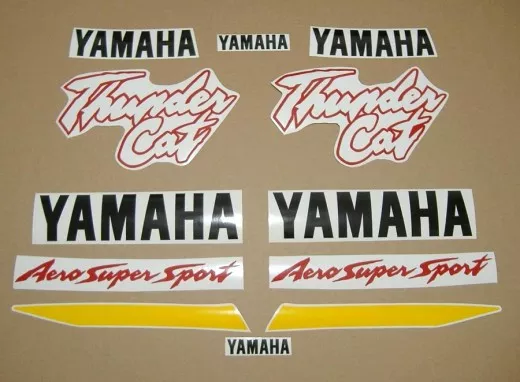 YAMAHA YAMAHA YAMAHA
Thunder Thunder
Cat Cat
YAMAHA YAMAHA
Aero Super Sport Aero Super Sport
YAMAHA